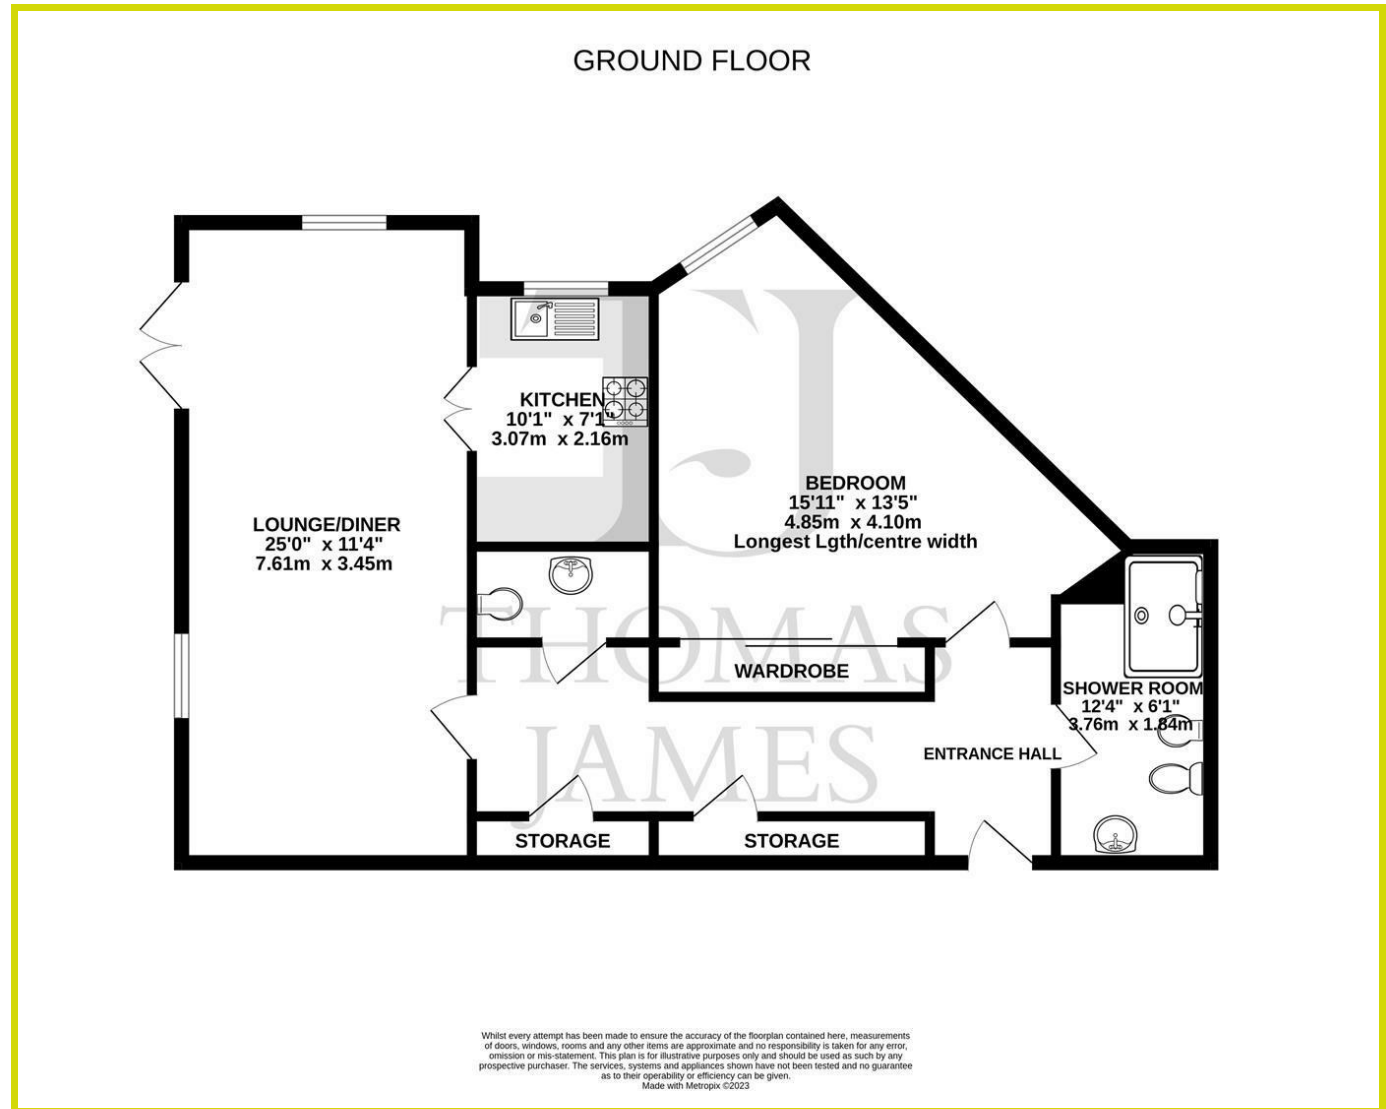 GROUND FLOOR
KITCHEN
10'1" x 7'1"
3.07m x 2.16m
BEDROOM
15'11" x 13'5"
4.85m x 4.10m
Longest Lgth/centre width
LOUNGE/DINER
25'0" x 11'4"
7.61m x 3.45m
TJ
THOMAS
JAMES
WARDROBE
SHOWER ROOM
12'4" x 6'1"
3.76m x 1.84m
ENTRANCE HALL
STORAGE
STORAGE
Whilst every attempt has been made to ensure the accuracy of the floorplan contained here, measurements
of doors, windows, rooms and any other items are approximate and no responsibility is taken for any error,
omission or mis-statement. This plan is for illustrative purposes only and should be used as such by any
prospective purchaser. The services, systems and appliances shown have not been tested and no guarantee
as to their operability or efficiency can be given.
Made with Metropix ©2023